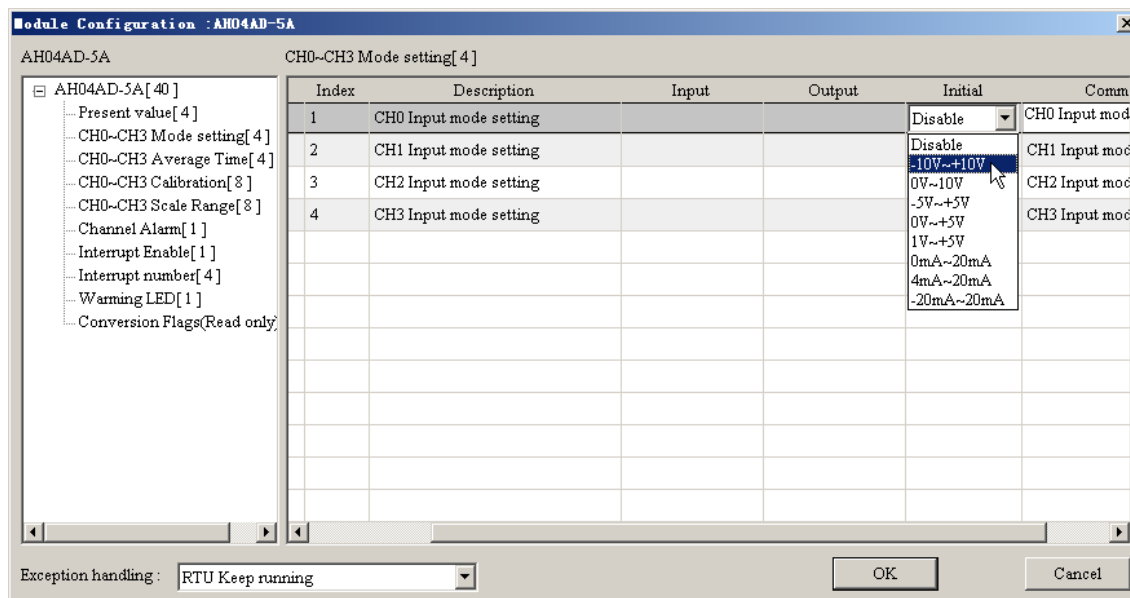 Module Configuration :AH04AD-5A
AH04AD-5A
CH0~CH3 Mode setting[ 4 ]
AH04AD-5A[ 40 ]
Present value[ 4 ]
CH0~CH3 Mode setting[ 4 ]
CH0~CH3 Average Time[ 4 ]
CH0~CH3 Calibration[ 8 ]
CH0~CH3 Scale Range[ 8 ]
Channel Alarm[ 1 ]
Interrupt Enable[ 1 ]
Interrupt number[ 4 ]
Warming LED[ 1 ]
Conversion Flags(Read only)
Index Description Input Output Initial Comm
1 CH0 Input mode setting Disable CH0 Input mod
2 CH1 Input mode setting CH1 Input mod
3 CH2 Input mode setting CH2 Input mod
4 CH3 Input mode setting CH3 Input mod
Disable
-10V~+10V
0V~10V
-5V~+5V
0V~+5V
1V~+5V
0mA~20mA
4mA~20mA
-20mA~20mA
Exception handling : RTU Keep running
OK Cancel